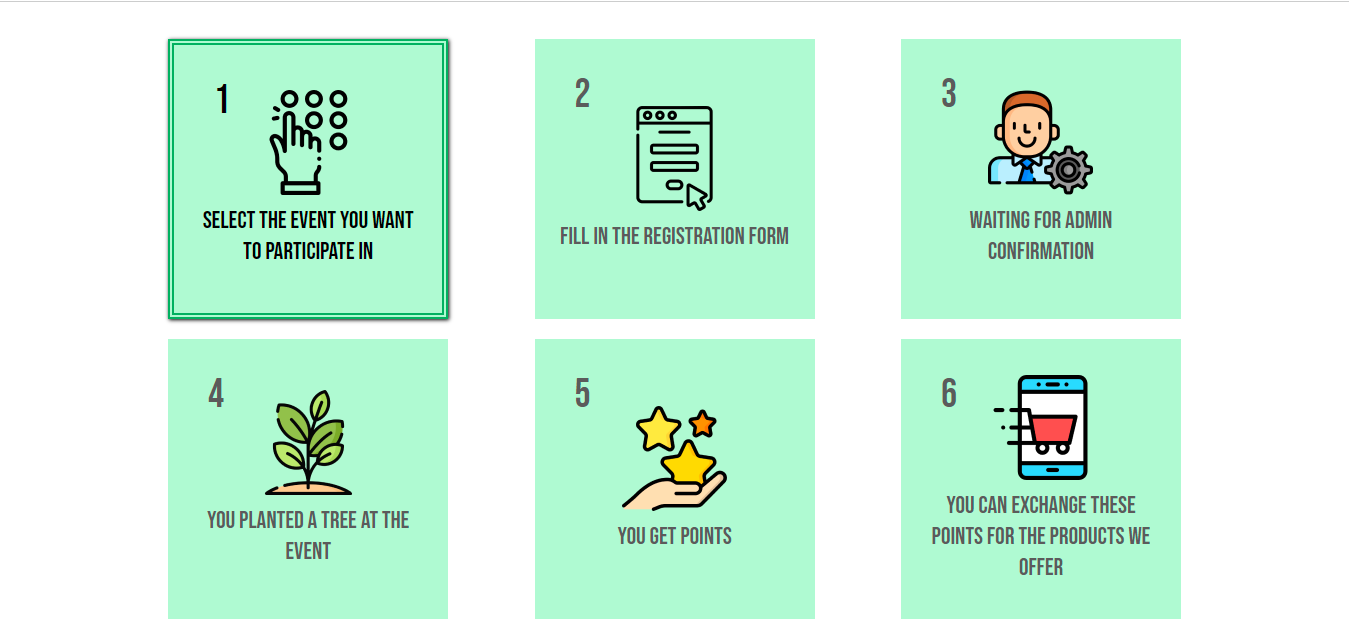 1
SELECT THE EVENT YOU WANT
TO PARTICIPATE IN
2
FILL IN THE REGISTRATION FORM
3
WAITING FOR ADMIN
CONFIRMATION
4
YOU PLANTED A TREE AT THE
EVENT
5
YOU GET POINTS
6
YOU CAN EXCHANGE THESE
POINTS FOR THE PRODUCTS WE
OFFER